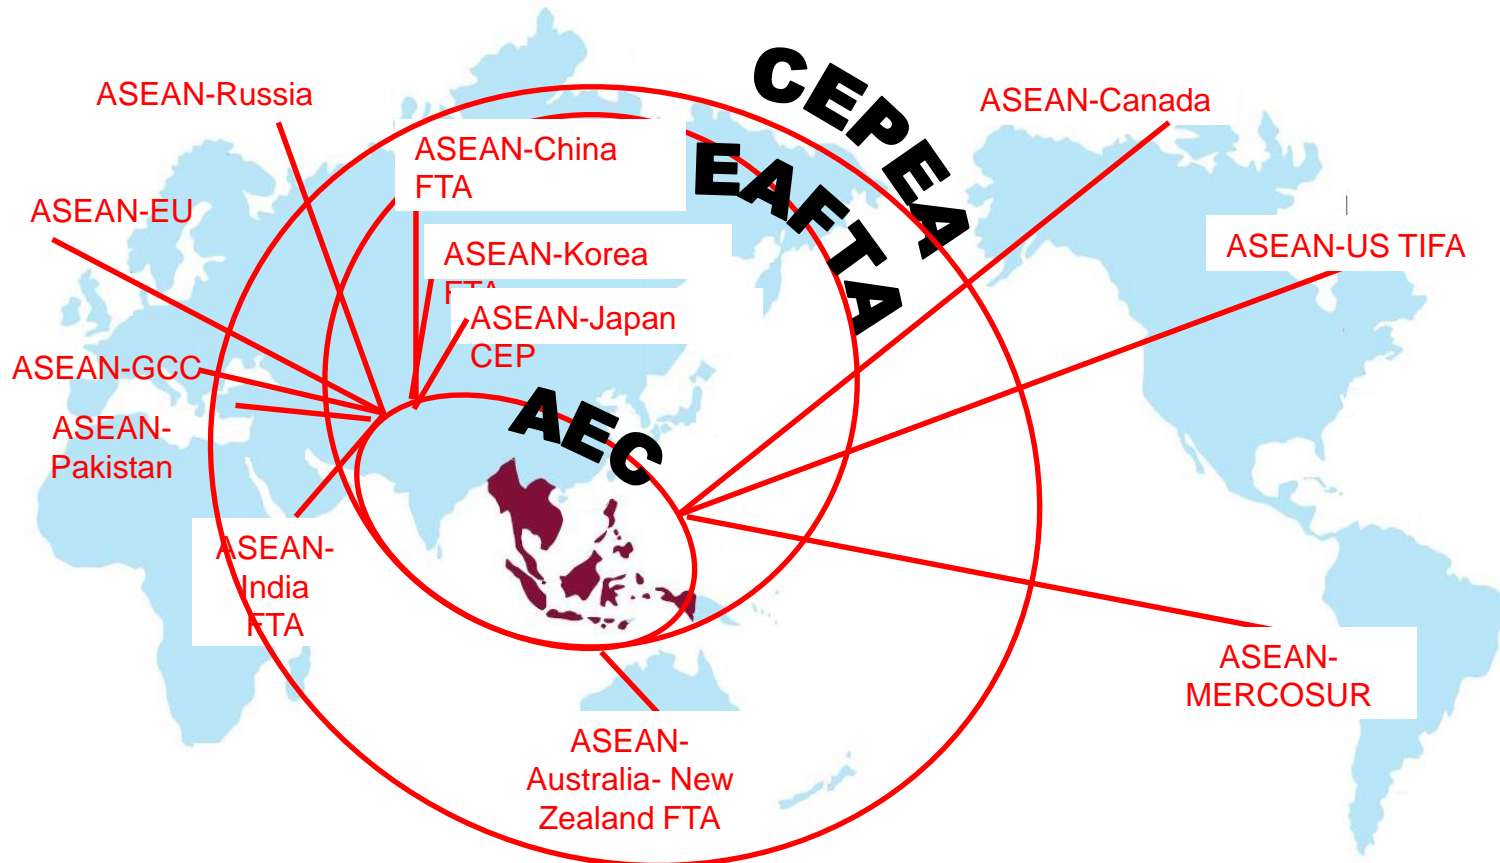 CEPEA
ASEAN-Russia
ASEAN-Canada
ASEAN-China
FTA
EAFTA
ASEAN-EU
ASEAN-Korea
FTA
ASEAN-US TIFA
ASEAN-Japan
CEP
ASEAN-GCC
AEC
ASEAN-
Pakistan
ASEAN-
India
FTA
ASEAN-
MERCOSUR
ASEAN-
Australia- New
Zealand FTA